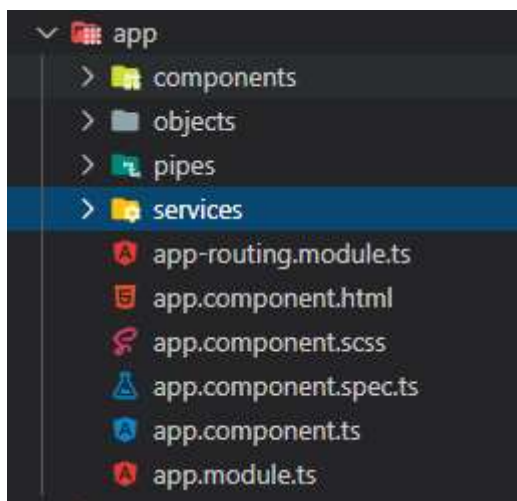 app
components
objects
pipes
services
app-routing.module.ts
app.component.html
app.component.scss
app.component.spec.ts
app.component.ts
app.module.ts